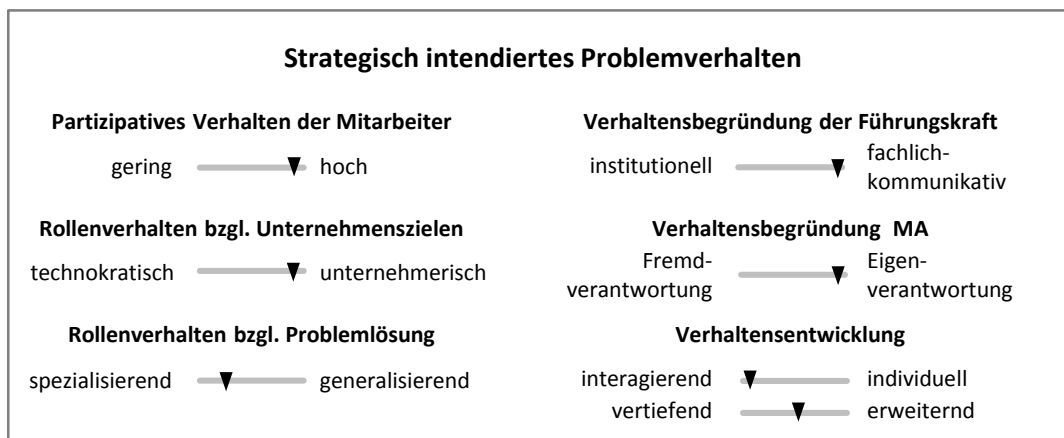 Strategisch intendiertes Problemverhalten
Partizipatives Verhalten der Mitarbeiter
gering hoch
Rollenverhalten bzgl. Unternehmenszielen
technokratisch unternehmerisch
Rollenverhalten bzgl. Problemlösung
spezialisierend generalisierend
Verhaltensbegründung der Führungskraft
institutionell fachlich-
kommunikativ
Verhaltensbegründung MA
Fremd- Eigen-
verantwortung verantwortung
Verhaltensentwicklung
interagierend individuell
vertiefend erweiternd